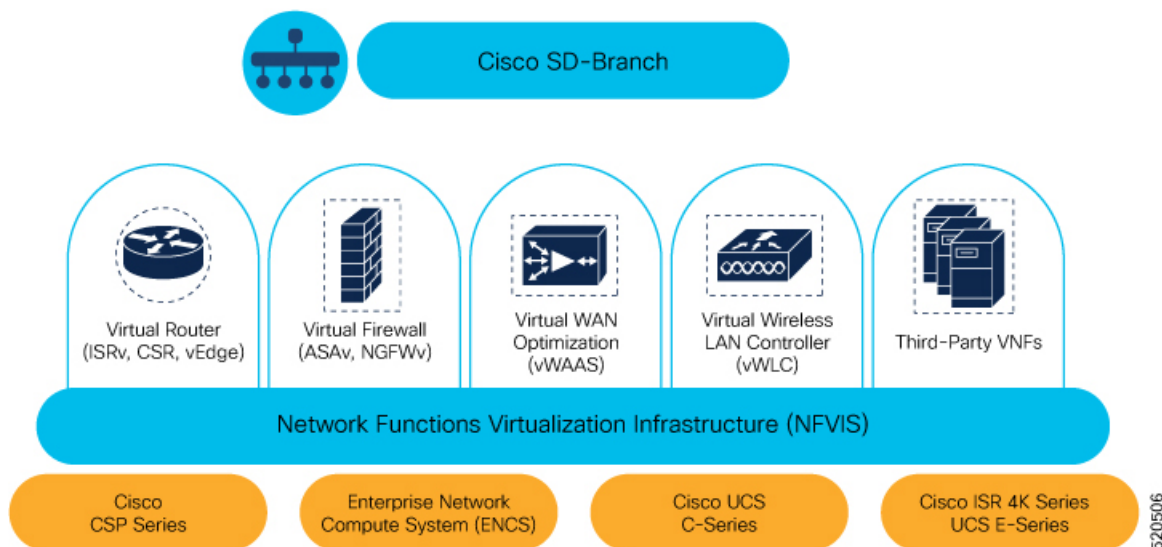 Cisco SD-Branch
Virtual Router
(ISRv, CSR, vEdge)
Virtual Firewall
(ASAv, NGFWv)
Virtual WAN
Optimization
(vWAAS)
Virtual Wireless
LAN Controller
(vWLC)
Third-Party VNFs
Network Functions Virtualization Infrastructure (NFVIS)
Cisco
CSP Series
Enterprise Network
Compute System (ENCS)
Cisco UCS
C-Series
Cisco ISR 4K Series
UCS E-Series
520506